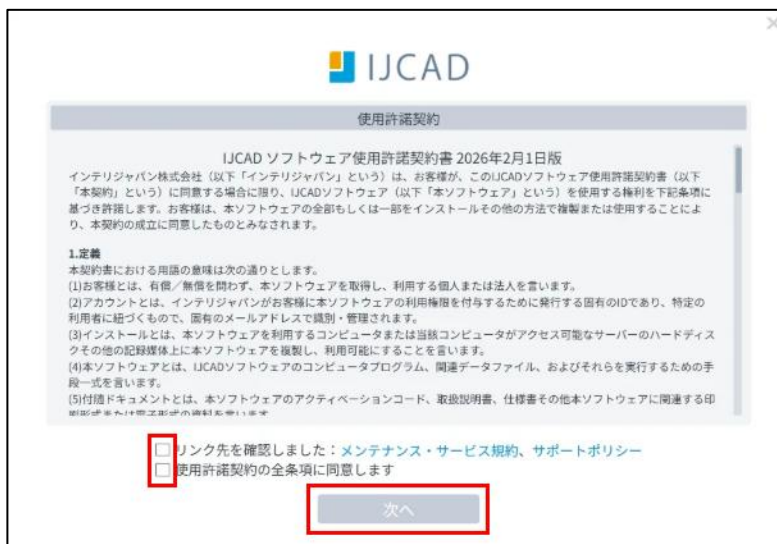 IJCAD
使用許諾契約
IJCAD ソフトウェア使用許諾契約書 2026年2月1日版
インテリジャパン株式会社（以下「インテリジャパン」という）は、お客様が、このIJCADソフトウェア使用許諾契約書（以下
「本契約」という）に同意する場合に限り、IJCADソフトウェア（以下「本ソフトウェア」という）を使用する権利を下記条項に
基づき許諾します。お客様は、本ソフトウェアの全部もしくは一部をインストールその他の方法で複製または使用することによ
り、本契約の成立に同意したものとみなされます。
1.定義
本契約書における用語の意味は次の通りとします。
(1)お客様とは、有償／無償を問わず、本ソフトウェアを取得し、利用する個人または法人を言います。
(2)アカウントとは、インテリジャパンがお客様に本ソフトウェアの利用権限を付与するために発行する固有のIDであり、特定の
利用者に紐づくもので、固有のメールアドレスで識別・管理されます。
(3)インストールとは、本ソフトウェアを利用するコンピュータまたは当該コンピュータがアクセス可能なサーバーのハードディス
クその他の記録媒体上に本ソフトウェアを複製し、利用可能にすることを言います。
(4)本ソフトウェアとは、IJCADソフトウェアのコンピュータプログラム、関連データファイル、およびそれらを実行するための手
段一式を言います。
(5)付随ドキュメントとは、本ソフトウェアのアクティベーションコード、取扱説明書、仕様書その他本ソフトウェアに関連する印
刷形式または電子形式の資料を言います
リンク先を確認しました：メンテナンス・サービス規約、サポートポリシー
使用許諾契約の全条項に同意します
次へ